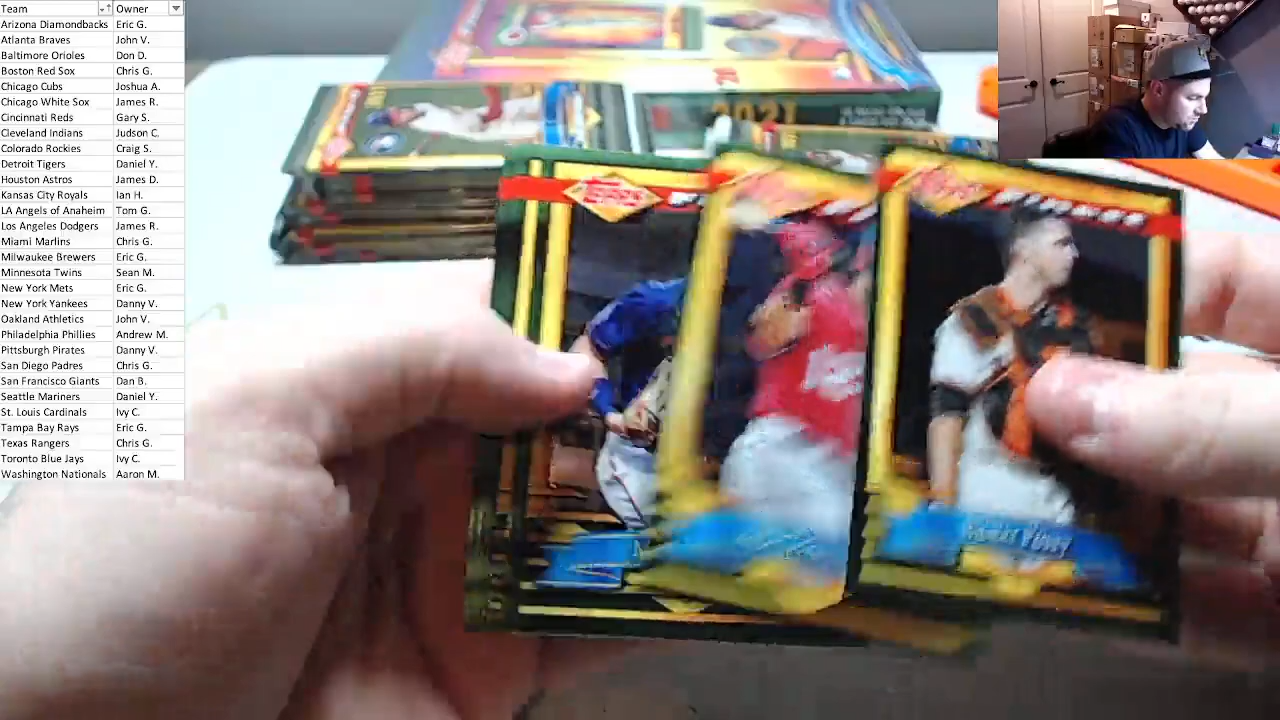 Team Owner
Arizona Diamondbacks Eric G.
Atlanta Braves John V.
Baltimore Orioles Don D.
Boston Red Sox Chris G.
Chicago Cubs Joshua A.
Chicago White Sox James R.
Cincinnati Reds Gary S.
Cleveland Indians Judson C.
Colorado Rockies Craig S.
Detroit Tigers Daniel Y.
Houston Astros James D.
Kansas City Royals Ian H.
LA Angels of Anaheim Tom G.
Los Angeles Dodgers James R.
Miami Marlins Chris G.
Milwaukee Brewers Eric G.
Minnesota Twins Sean M.
New York Mets Eric G.
New York Yankees Danny V.
Oakland Athletics John V.
Philadelphia Phillies Andrew M.
Pittsburgh Pirates Danny V.
San Diego Padres Chris G.
San Francisco Giants Dan B.
Seattle Mariners Daniel Y.
St. Louis Cardinals Ivy C.
Tampa Bay Rays Eric G.
Texas Rangers Chris G.
Toronto Blue Jays Ivy C.
Washington Nationals Aaron M.
2021